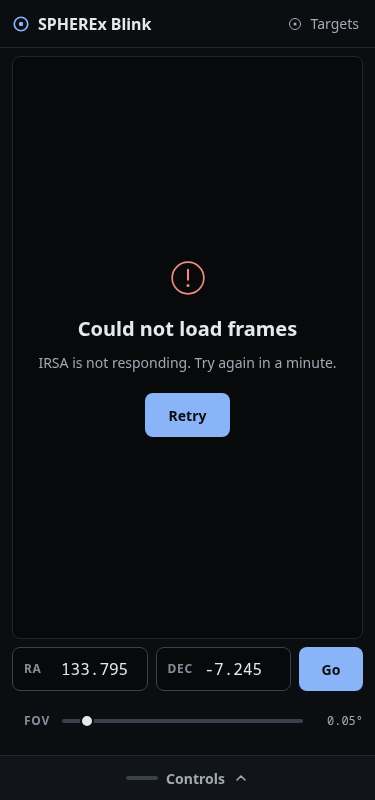 SPHEREx Blink
Targets
Could not load frames
IRSA is not responding. Try again in a minute.
Retry
RA 133.795
DEC -7.245
Go
FOV 0.05°
Controls